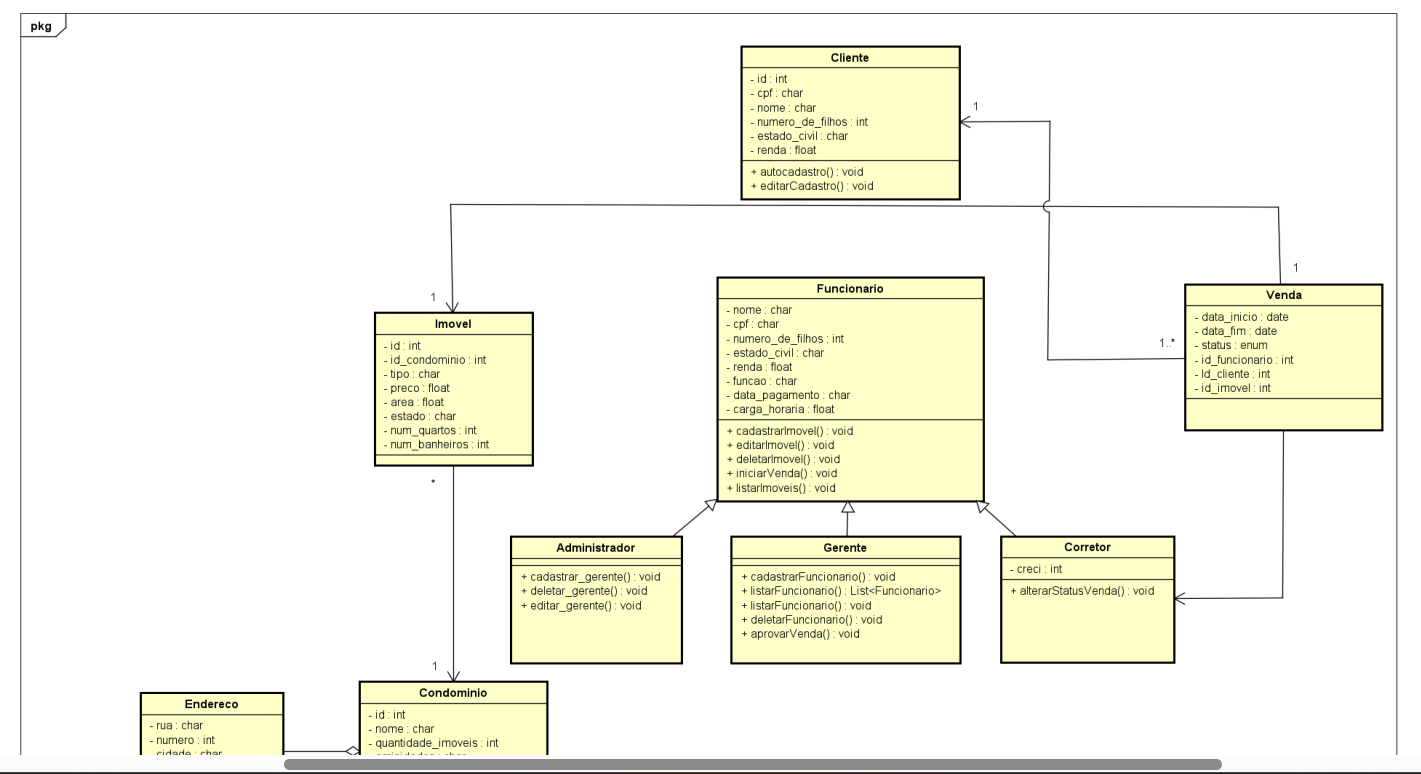 pkg
Cliente
- id : int
- cpf : char
- nome : char
- numero_de_filhos : int
- estado_civil : char
- renda : float
+ autocadastro() : void
+ editarCadastro() : void
1
1
1
1..*
Imovel
- id : int
- id_condominio : int
- tipo : char
- preco : float
- area : float
- estado : char
- num_quartos : int
- num_banheiros : int
Funcionario
- nome : char
- cpf : char
- numero_de_filhos : int
- estado_civil : char
- renda : float
- funcao : char
- data_pagamento : char
- carga_horaria : float
+ cadastrarImovel() : void
+ editarImovel() : void
+ deletarImovel() : void
+ iniciarVenda() : void
+ listarImoveis() : void
Venda
- data_inicio : date
- data_fim : date
- status : enum
- id_funcionario : int
- Id_cliente : int
- id_imovel : int
*
1
Administrador
+ cadastrar_gerente() : void
+ deletar_gerente() : void
+ editar_gerente() : void
Gerente
+ cadastrarFuncionario() : void
+ listarFuncionario() : List<Funcionario>
+ listarFuncionario() : void
+ deletarFuncionario() : void
+ aprovarVenda() : void
Corretor
- creci : int
+ alterarStatusVenda() : void
Endereco
- rua : char
- numero : int
- cidade : char
Condominio
- id : int
- nome : char
- quantidade_imoveis : int